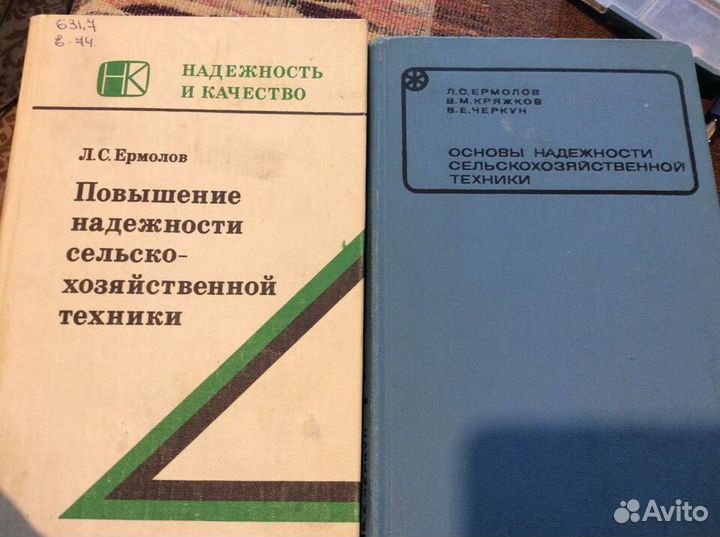 631,7
Е-74
НК
НАДЕЖНОСТЬ
И КАЧЕСТВО
Л.С.Ермолов
Повышение
надежности
сельско-
хозяйственной
техники
Л.С.ЕРМОЛОВ
В.М.КРЯЖКОВ
В.Е.ЧЕРКУН
ОСНОВЫ НАДЕЖНОСТИ
СЕЛЬСКОХОЗЯЙСТВЕННОЙ
ТЕХНИКИ
Avito